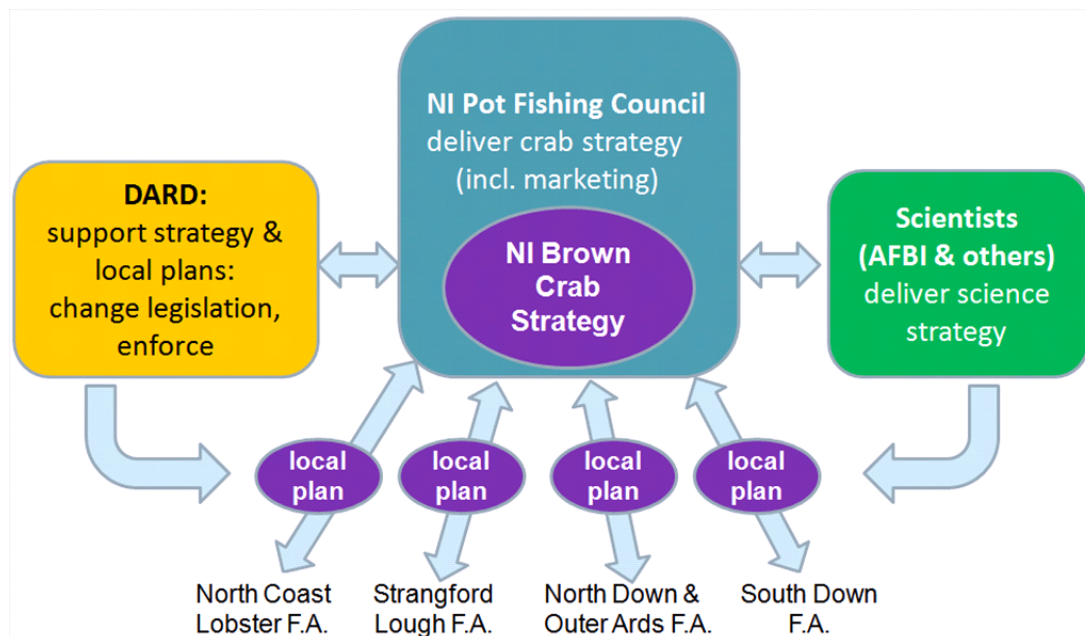 NI Pot Fishing Council
deliver crab strategy
(incl. marketing)
NI Brown
Crab
Strategy
DARD:
support strategy &
local plans:
change legislation,
enforce
Scientists
(AFBI & others)
deliver science
strategy
local
plan
local
plan
local
plan
local
plan
North Coast
Lobster F.A.
Strangford
Lough F.A.
North Down &
Outer Ards F.A.
South Down
F.A.